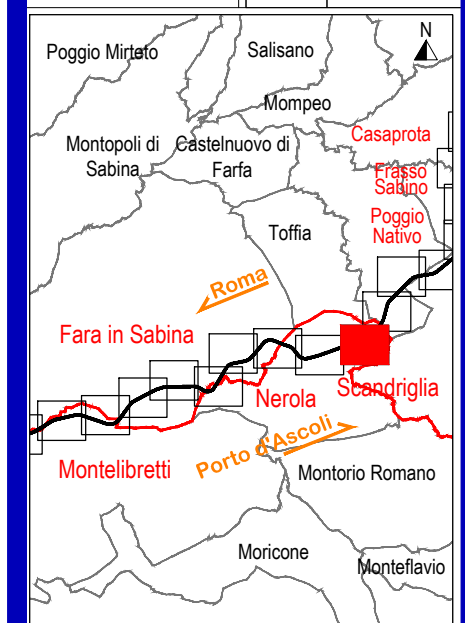 N
Poggio Mirteto
Salisano
Mompeo
Casaprota
Montopoli di
Sabina
Castelnuovo di
Farfa
Frasso
Sabino
Poggio
Nativo
Toffia
Roma
Fara in Sabina
Scandriglia
Nerola
Porto d'Ascoli
Montelibretti
Montorio Romano
Moricone
Monteflavio